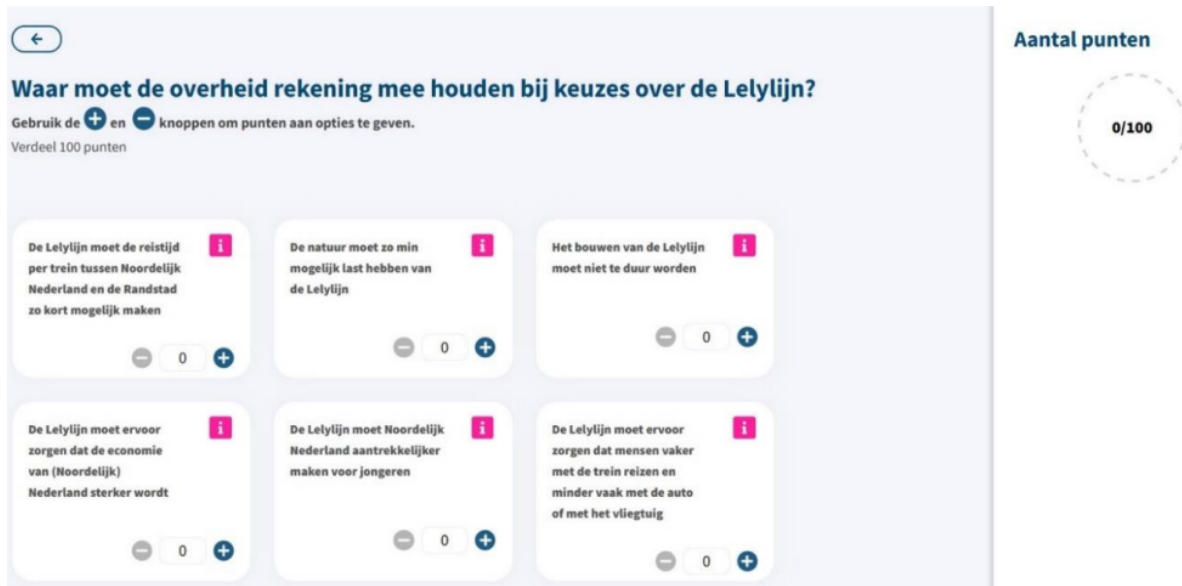 Aantal punten
Waar moet de overheid rekening mee houden bij keuzes over de Lelylijn?
Gebruik de + en − knoppen om punten aan opties te geven.
Verdeel 100 punten
0/100
De Lelylijn moet de reistijd
per trein tussen Noordelijk
Nederland en de Randstad
zo kort mogelijk maken
0
De natuur moet zo min
mogelijk last hebben van
de Lelylijn
0
Het bouwen van de Lelylijn
moet niet te duur worden
0
De Lelylijn moet ervoor
zorgen dat de economie
van (Noordelijk)
Nederland sterker wordt
0
De Lelylijn moet Noordelijk
Nederland aantrekkelijker
maken voor jongeren
0
De Lelylijn moet ervoor
zorgen dat mensen vaker
met de trein reizen en
minder vaak met de auto
of met het vliegtuig
0